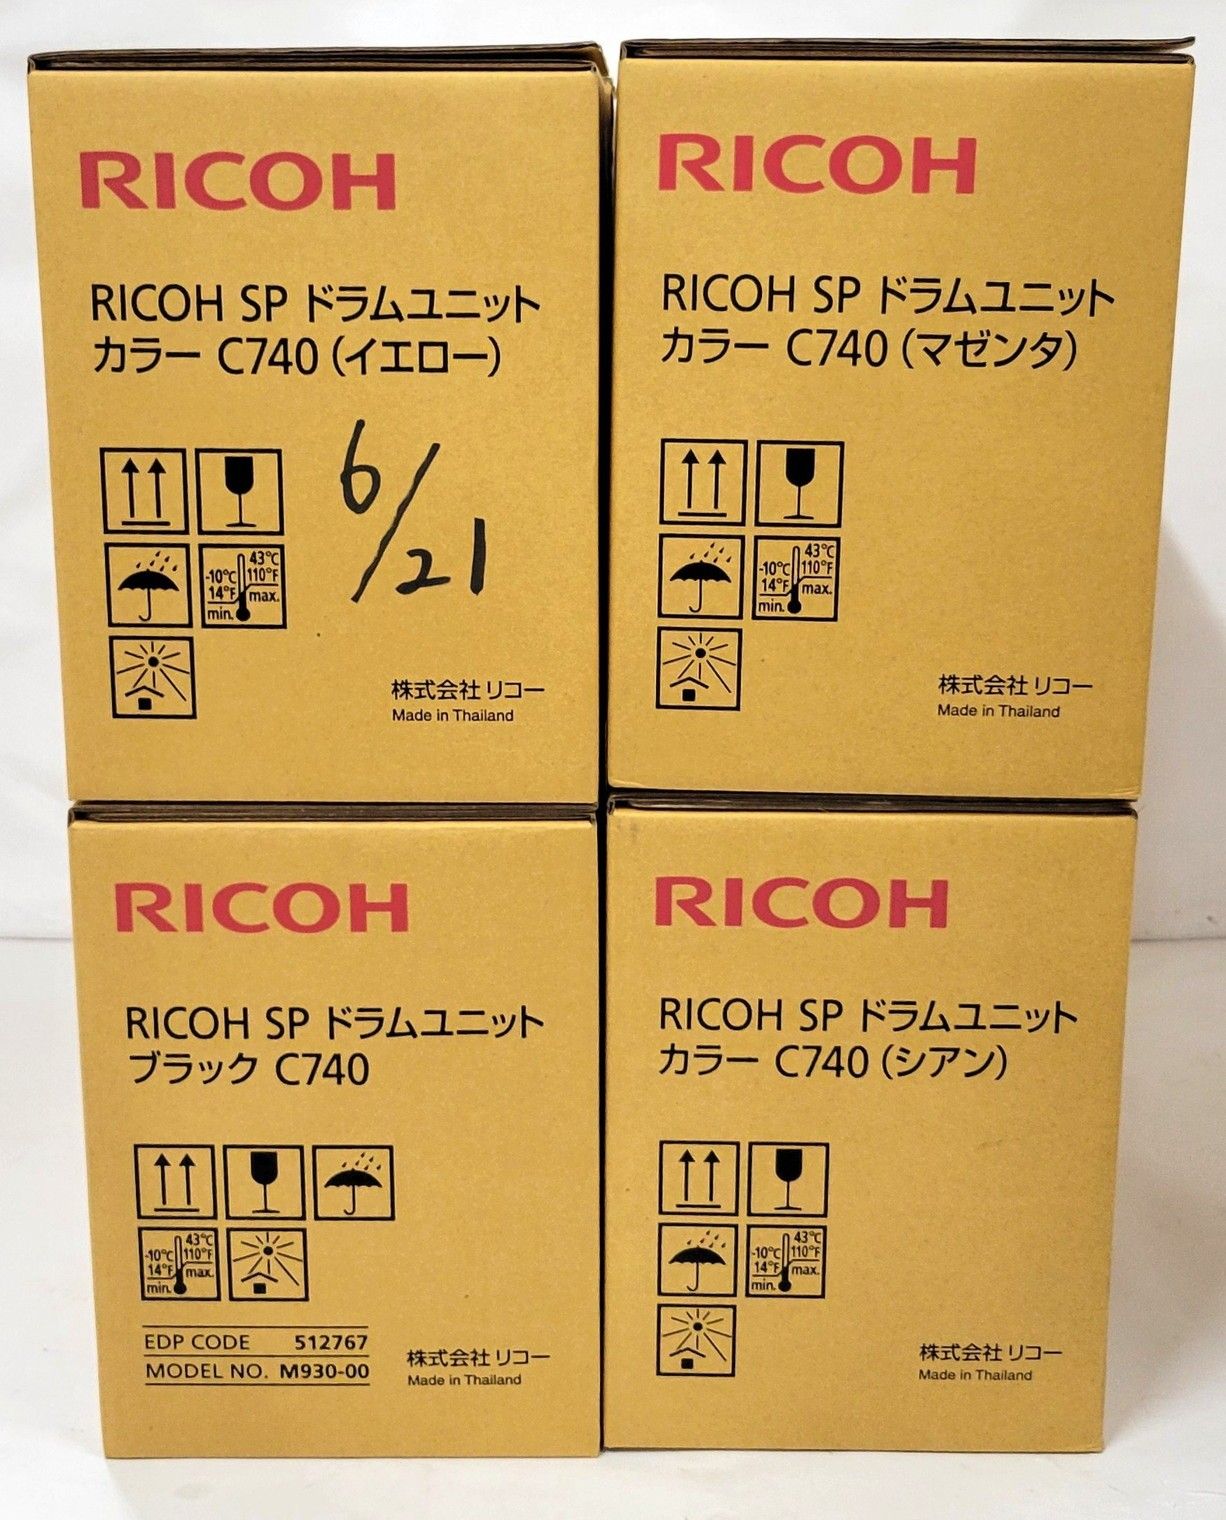 RICOH
RICOH SP ドラムユニット
カラー C740（イエロー）
6/21
43℃
-10℃
110°F
14°F
max.
min.
株式会社 リコー
Made in Thailand
RICOH
RICOH SP ドラムユニット
カラー C740（マゼンタ）
43℃
-10℃
110°F
14°F
max.
min.
株式会社 リコー
Made in Thailand
RICOH
RICOH SP ドラムユニット
ブラック C740
43℃
-10℃
110°F
14°F
max.
min.
EDP CODE 512767
MODEL NO. M930-00
株式会社 リコー
Made in Thailand
RICOH
RICOH SP ドラムユニット
カラー C740（シアン）
43℃
-10℃
110°F
14°F
max.
min.
株式会社 リコー
Made in Thailand